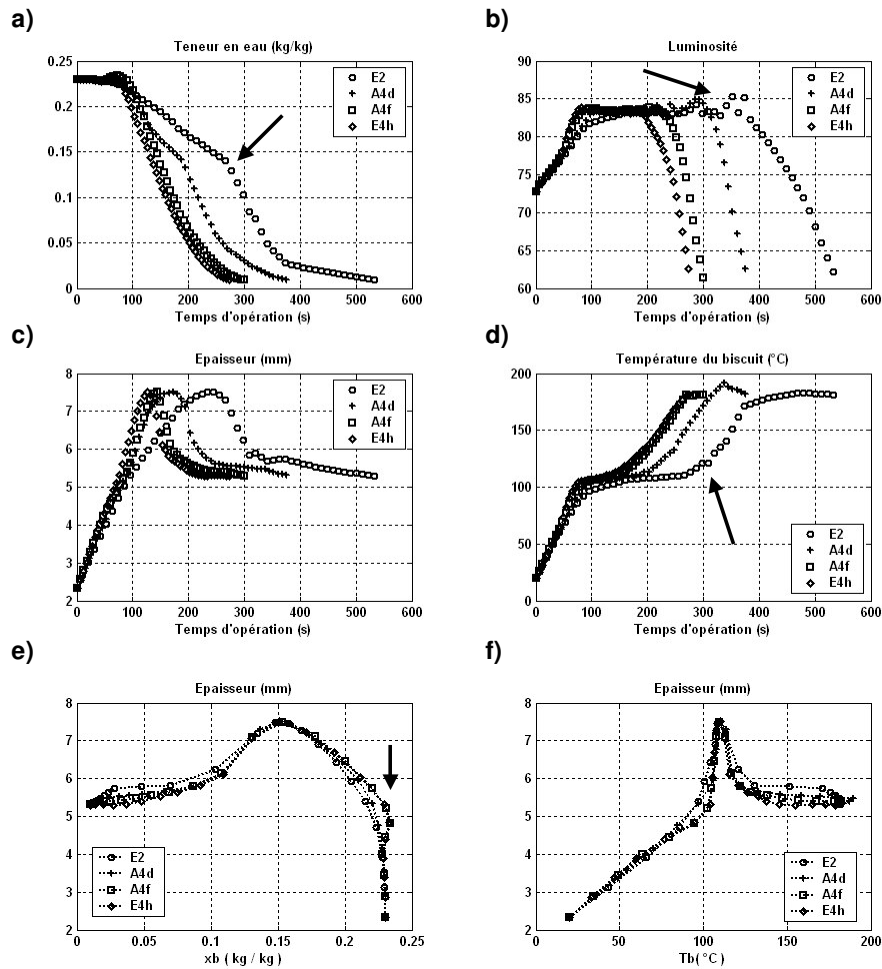 a)
Teneur en eau (kg/kg)
0.25
0.2
0.15
0.1
0.05
0
0 100 200 300 400 500 600
Temps d'opération (s)
E2
A4d
A4f
E4h
b)
Luminosité
90
85
80
75
70
65
60
0 100 200 300 400 500 600
Temps d'opération (s)
E2
A4d
A4f
E4h
c)
Epaisseur (mm)
8
7
6
5
4
3
2
0 100 200 300 400 500 600
Temps d'opération (s)
E2
A4d
A4f
E4h
d)
Température du biscuit (°C)
200
150
100
50
0
0 100 200 300 400 500 600
Temps d'opération (s)
E2
A4d
A4f
E4h
e)
Epaisseur (mm)
8
7
6
5
4
3
2
0 0.05 0.1 0.15 0.2 0.25
xb ( kg / kg )
E2
A4d
A4f
E4h
f)
Epaisseur (mm)
8
7
6
5
4
3
2
0 50 100 150 200
Tb( °C )
E2
A4d
A4f
E4h